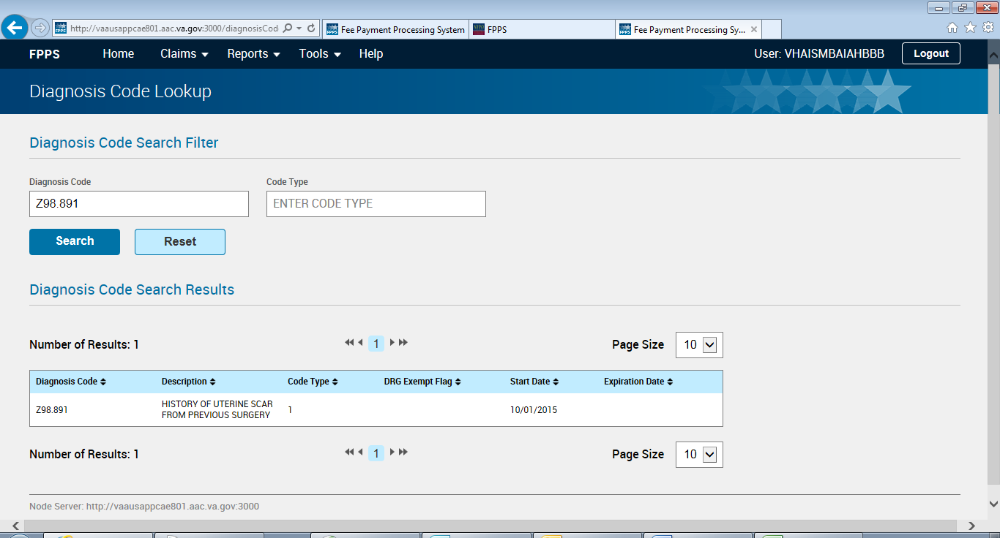 http://vaausappcae801.aac.va.gov:3000/diagnosisCod
Fee Payment Processing System
FPPS
Fee Payment Processing Sy...
FPPS Home Claims Reports Tools Help User: VHAISMBAIAHBBB Logout
Diagnosis Code Lookup
Diagnosis Code Search Filter
Diagnosis Code Code Type
Z98.891 ENTER CODE TYPE
Search Reset
Diagnosis Code Search Results
Number of Results: 1 1 Page Size 10
Diagnosis Code Description Code Type DRG Exempt Flag Start Date Expiration Date
Z98.891 HISTORY OF UTERINE SCAR 1 10/01/2015
FROM PREVIOUS SURGERY
Number of Results: 1 1 Page Size 10
Node Server: http://vaausappcae801.aac.va.gov:3000